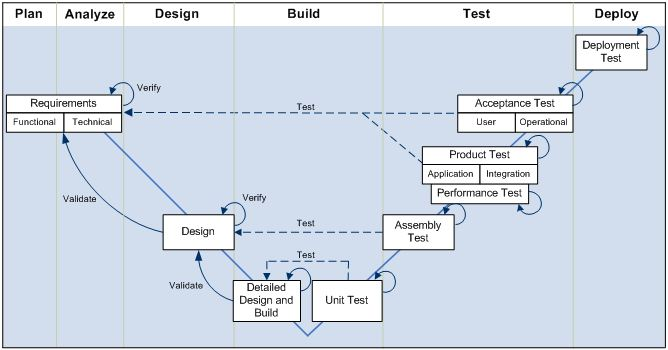 Plan Analyze Design Build Test Deploy
Deployment
Test
Verify
Requirements
Functional Technical
Test
Acceptance Test
User Operational
Product Test
Application Integration
Performance Test
Validate
Verify
Design
Test
Assembly
Test
Test
Validate
Detailed
Design and
Build
Unit Test